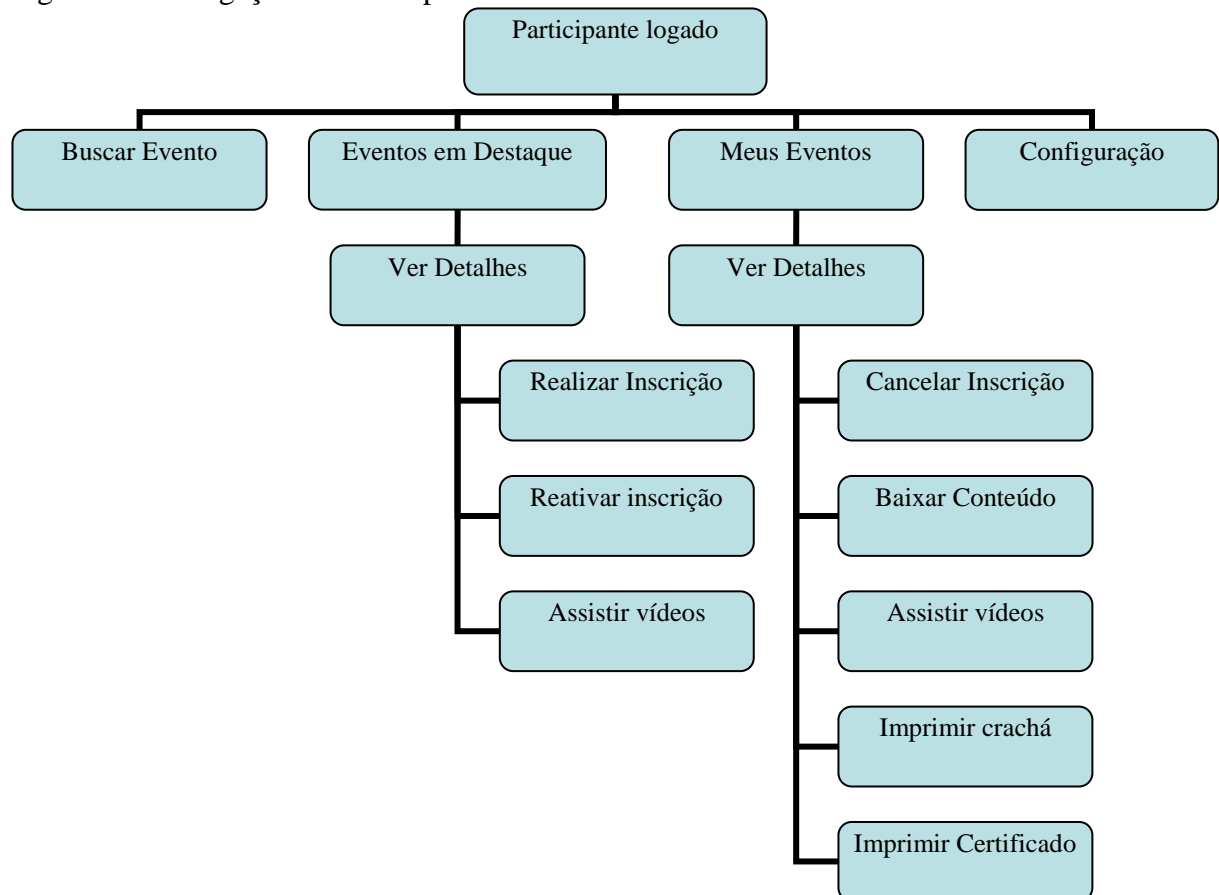 Participante logado
Buscar Evento
Eventos em Destaque
Meus Eventos
Configuração
Ver Detalhes
Ver Detalhes
Realizar Inscrição
Cancelar Inscrição
Reativar inscrição
Baixar Conteúdo
Assistir vídeos
Assistir vídeos
Imprimir crachá
Imprimir Certificado